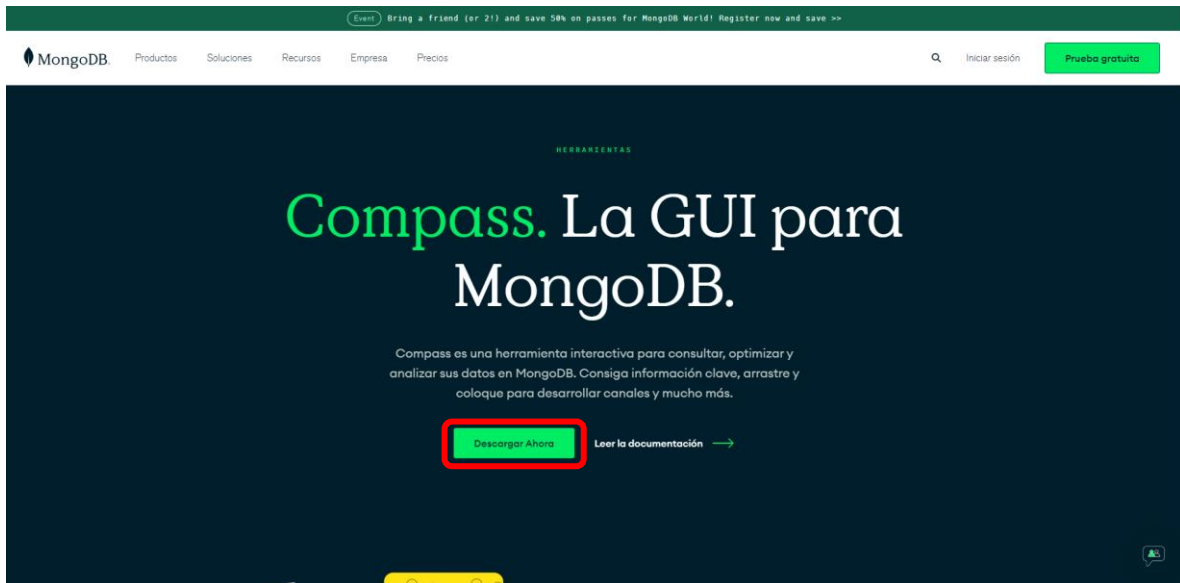 Event Bring a friend (or 2!) and save 50% on passes for MongoDB World! Register now and save >>
MongoDB. Productos Soluciones Recursos Empresa Precios Iniciar sesión Prueba gratuita
HERRAMIENTAS
Compass. La GUI para
MongoDB.
Compass es una herramienta interactiva para consultar, optimizar y
analizar sus datos en MongoDB. Consiga información clave, arrastre y
coloque para desarrollar canales y mucho más.
Descargar Ahora Leer la documentación